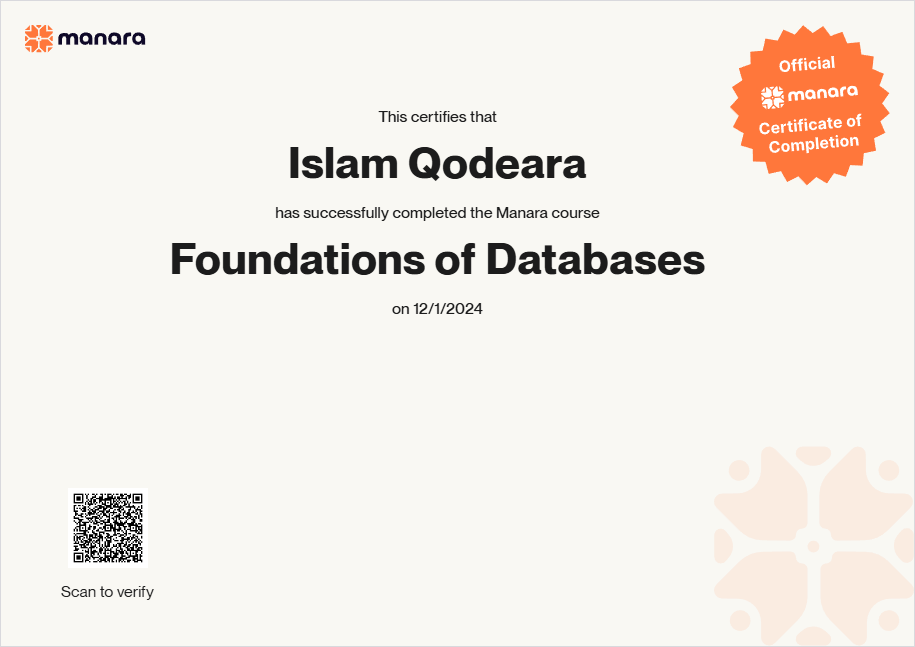 manara
Official
manara
Certificate of
Completion
This certifies that
Islam Qodeara
has successfully completed the Manara course
Foundations of Databases
on 12/1/2024
Scan to verify